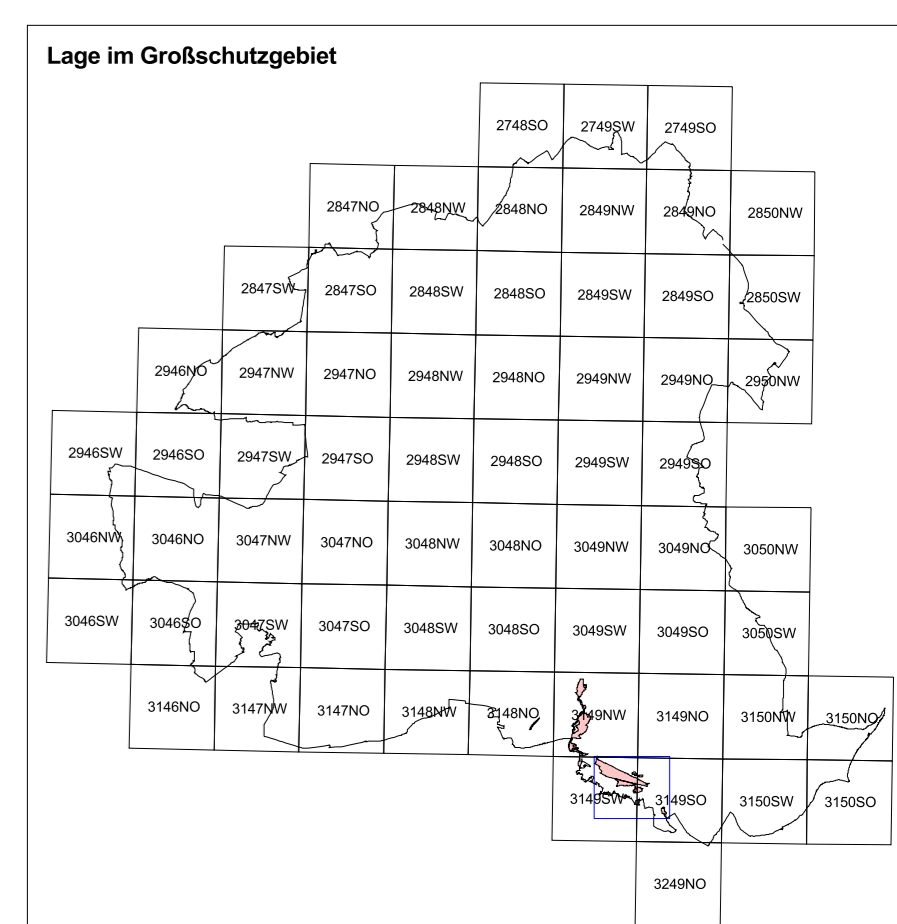 Lage im Großschutzgebiet
2748SO 2749SW 2749SO
2847NO 2848NW 2848NO 2849NW 2849NO 2850NW
2847SW 2847SO 2848SW 2848SO 2849SW 2849SO 2850SW
2946NO 2947NW 2947NO 2948NW 2948NO 2949NW 2949NO 2950NW
2946SW 2946SO 2947SW 2947SO 2948SW 2948SO 2949SW 2949SO
3046NW 3046NO 3047NW 3047NO 3048NW 3048NO 3049NW 3049NO 3050NW
3046SW 3046SO 3047SW 3047SO 3048SW 3048SO 3049SW 3049SO 3050SW
3146NO 3147NW 3147NO 3148NW 3148NO 3149NW 3149NO 3150NW 3150NO
3149SW 3149SO 3150SW 3150SO
3249NO